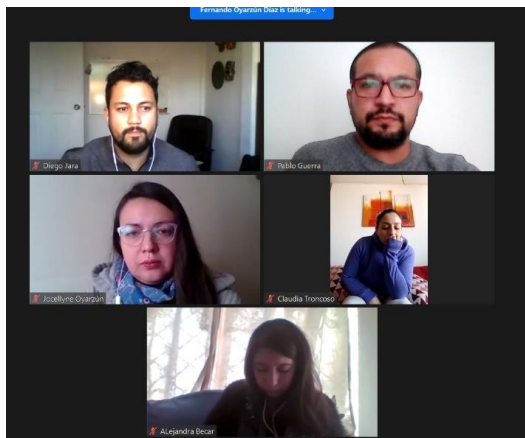 Fernando Oyarzún Díaz is talking...
Diego Jara
Pablo Guerra
Jocellyne Oyarzún
Claudia Troncoso
ALejandra Becar